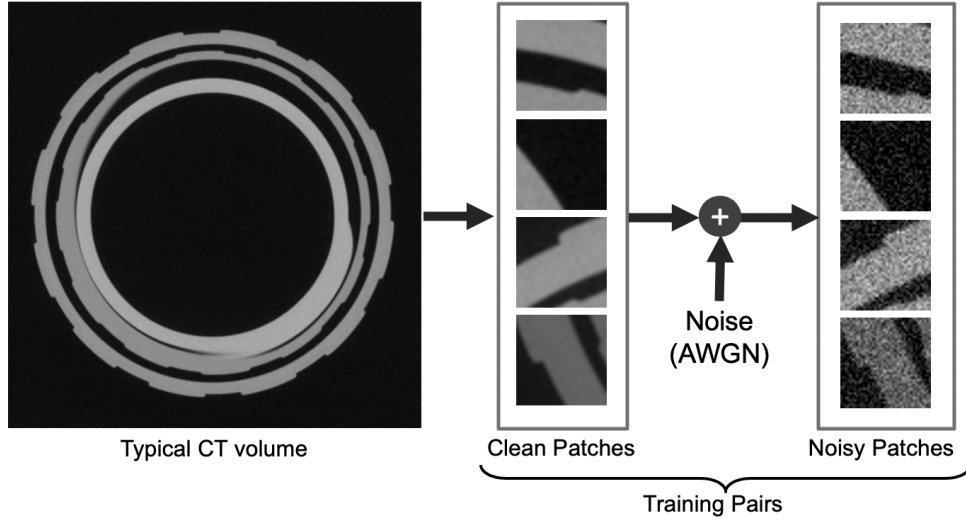 +
Noise
(AWGN)
Typical CT volume
Clean Patches
Noisy Patches
Training Pairs